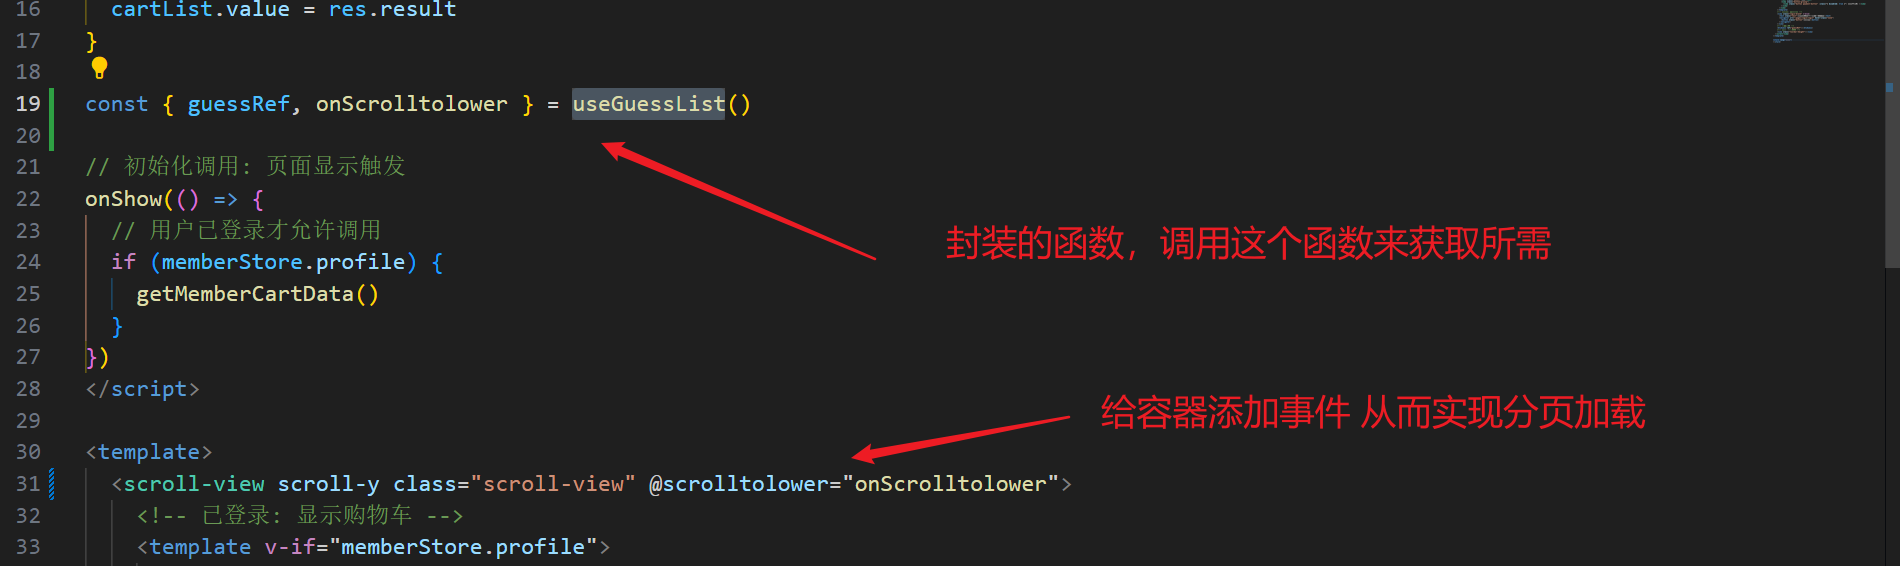 16 cartList.value = res.result
17 }
18
19 const { guessRef, onScrolltolower } = useGuessList()
20
21 // 初始化调用: 页面显示触发
22 onShow(() => {
23 // 用户已登录才允许调用
封装的函数，调用这个函数来获取所需
24 if (memberStore.profile) {
25 getMemberCartData()
26 }
27 })
28 </script>
29
给容器添加事件 从而实现分页加载
30 <template>
31 <scroll-view scroll-y class="scroll-view" @scrolltolower="onScrolltolower">
32 <!-- 已登录: 显示购物车 -->
33 <template v-if="memberStore.profile">